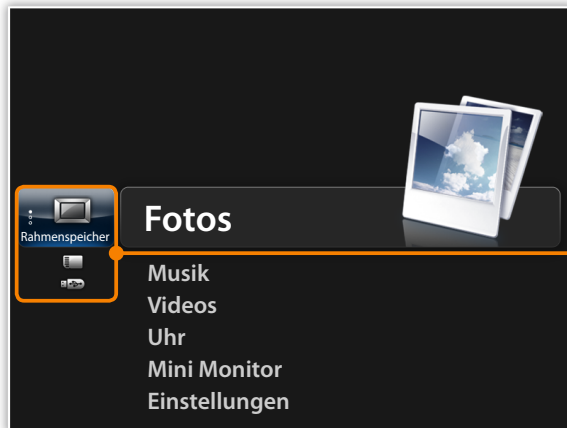 Fotos
Rahmenspeicher
Musik
Videos
Uhr
Mini Monitor
Einstellungen